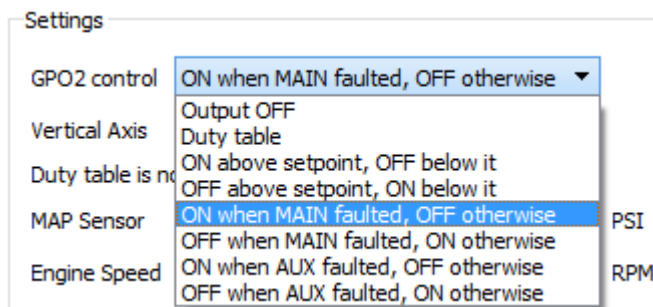 Settings
GPO2 control ON when MAIN faulted, OFF otherwise
Output OFF
Vertical Axis
Duty table
ON above setpoint, OFF below it
Duty table is
OFF above setpoint, ON below it
MAP Sensor
ON when MAIN faulted, OFF otherwise
PSI
OFF when MAIN faulted, ON otherwise
Engine Speed
ON when AUX faulted, OFF otherwise
RPM
OFF when AUX faulted, ON otherwise